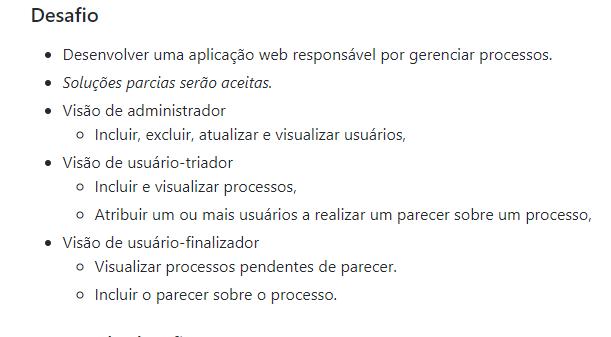 Desafio
Desenvolver uma aplicação web responsável por gerenciar processos.
Soluções parcias serão aceitas.
Visão de administrador
Incluir, excluir, atualizar e visualizar usuários,
Visão de usuário-triador
Incluir e visualizar processos,
Atribuir um ou mais usuários a realizar um parecer sobre um processo,
Visão de usuário-finalizador
Visualizar processos pendentes de parecer.
Incluir o parecer sobre o processo.